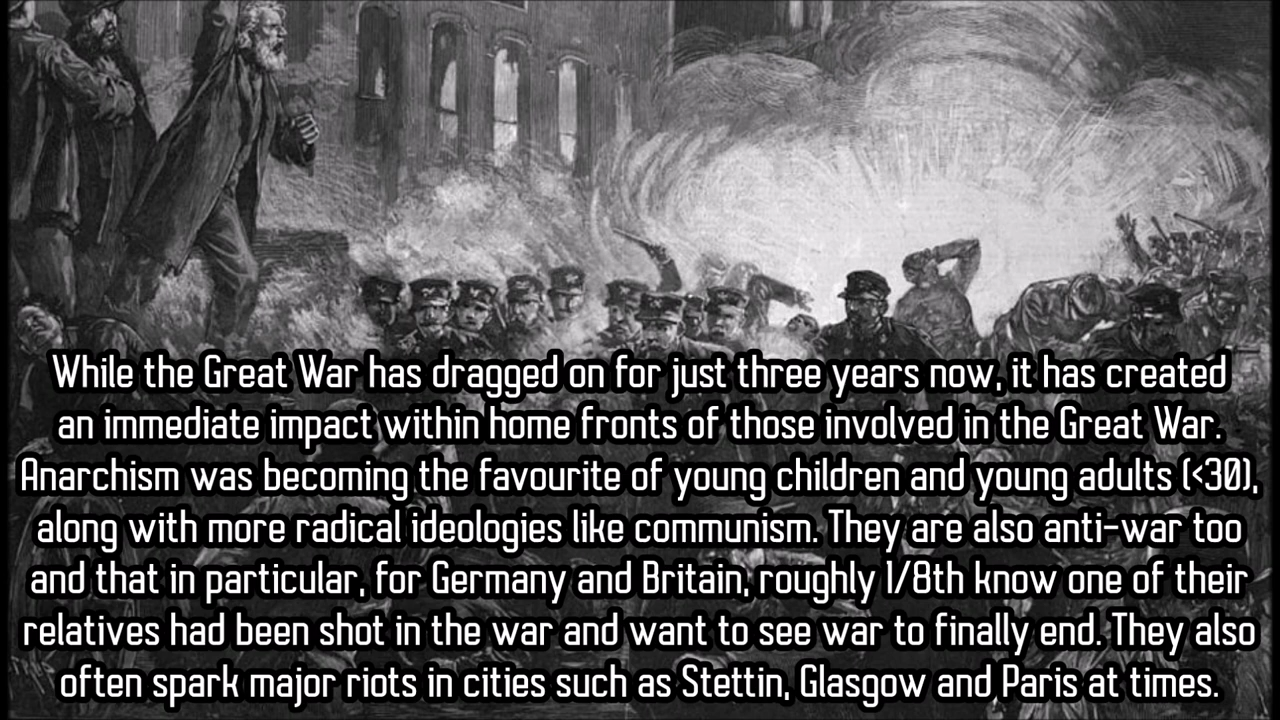 While the Great War has dragged on for just three years now, it has created
an immediate impact within home fronts of those involved in the Great War.
Anarchism was becoming the favourite of young children and young adults (<30),
along with more radical ideologies like communism. They are also anti-war too
and that in particular, for Germany and Britain, roughly 1/8th know one of their
relatives had been shot in the war and want to see war to finally end. They also
often spark major riots in cities such as Stettin, Glasgow and Paris at times.